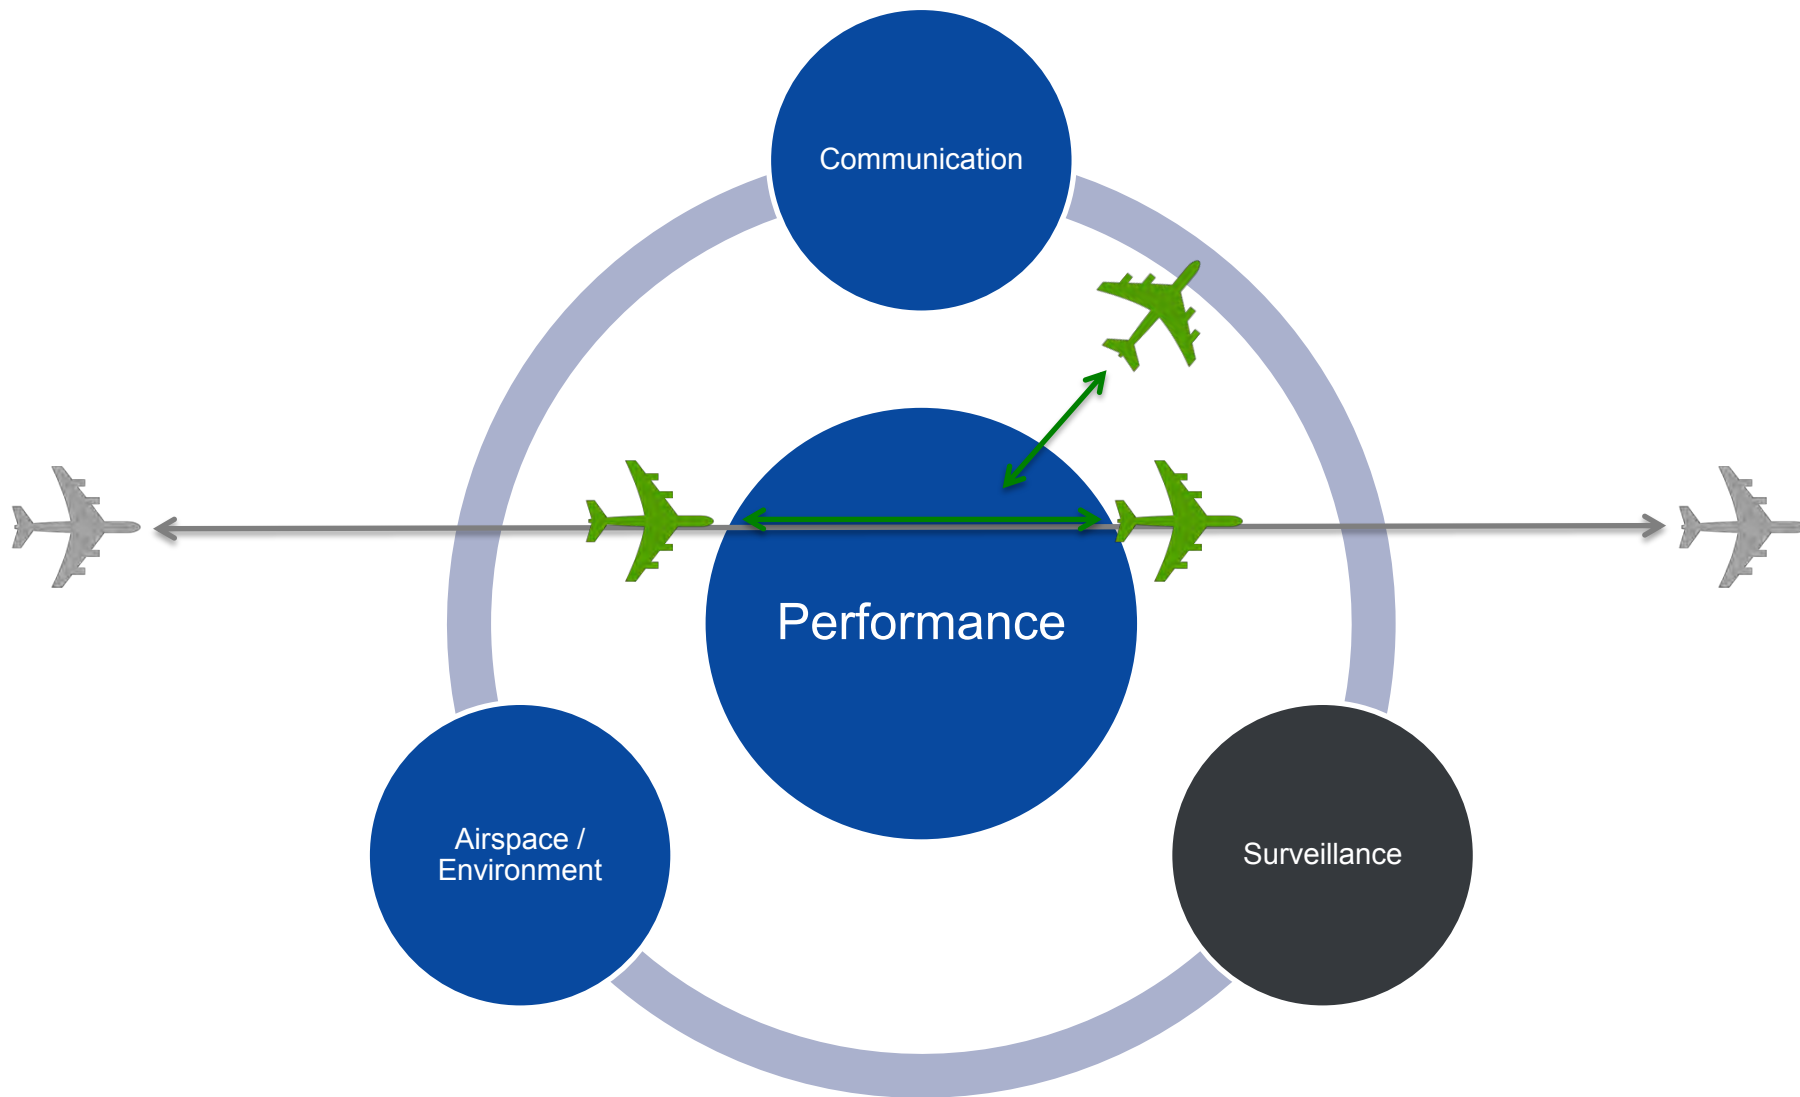 Communication
Performance
Airspace /
Environment
Surveillance